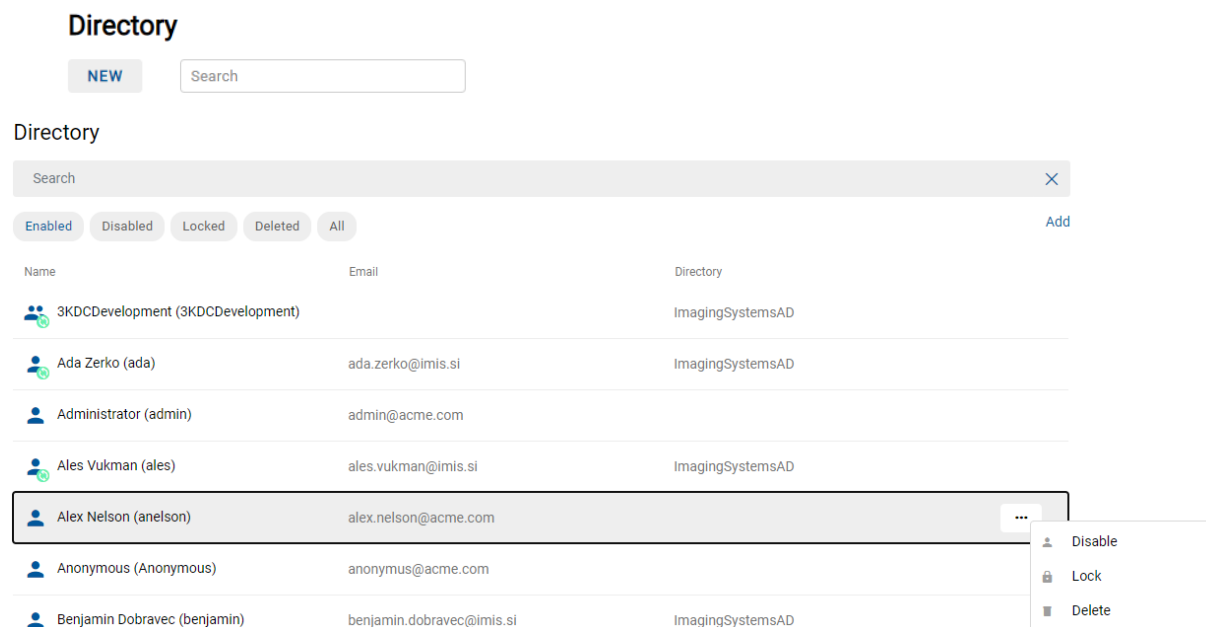 Directory
NEW Search
Directory
Search
Enabled Disabled Locked Deleted All Add
Name Email Directory
3KDCDevelopment (3KDCDevelopment) ImagingSystemsAD
Ada Zerko (ada) ada.zerko@imis.si ImagingSystemsAD
Administrator (admin) admin@acme.com
Ales Vukman (ales) ales.vukman@imis.si ImagingSystemsAD
Alex Nelson (anelson) alex.nelson@acme.com ...
Disable
Anonymous (Anonymous) anonymus@acme.com Lock
Benjamin Dobravec (benjamin) benjamin.dobravec@imis.si ImagingSystemsAD Delete